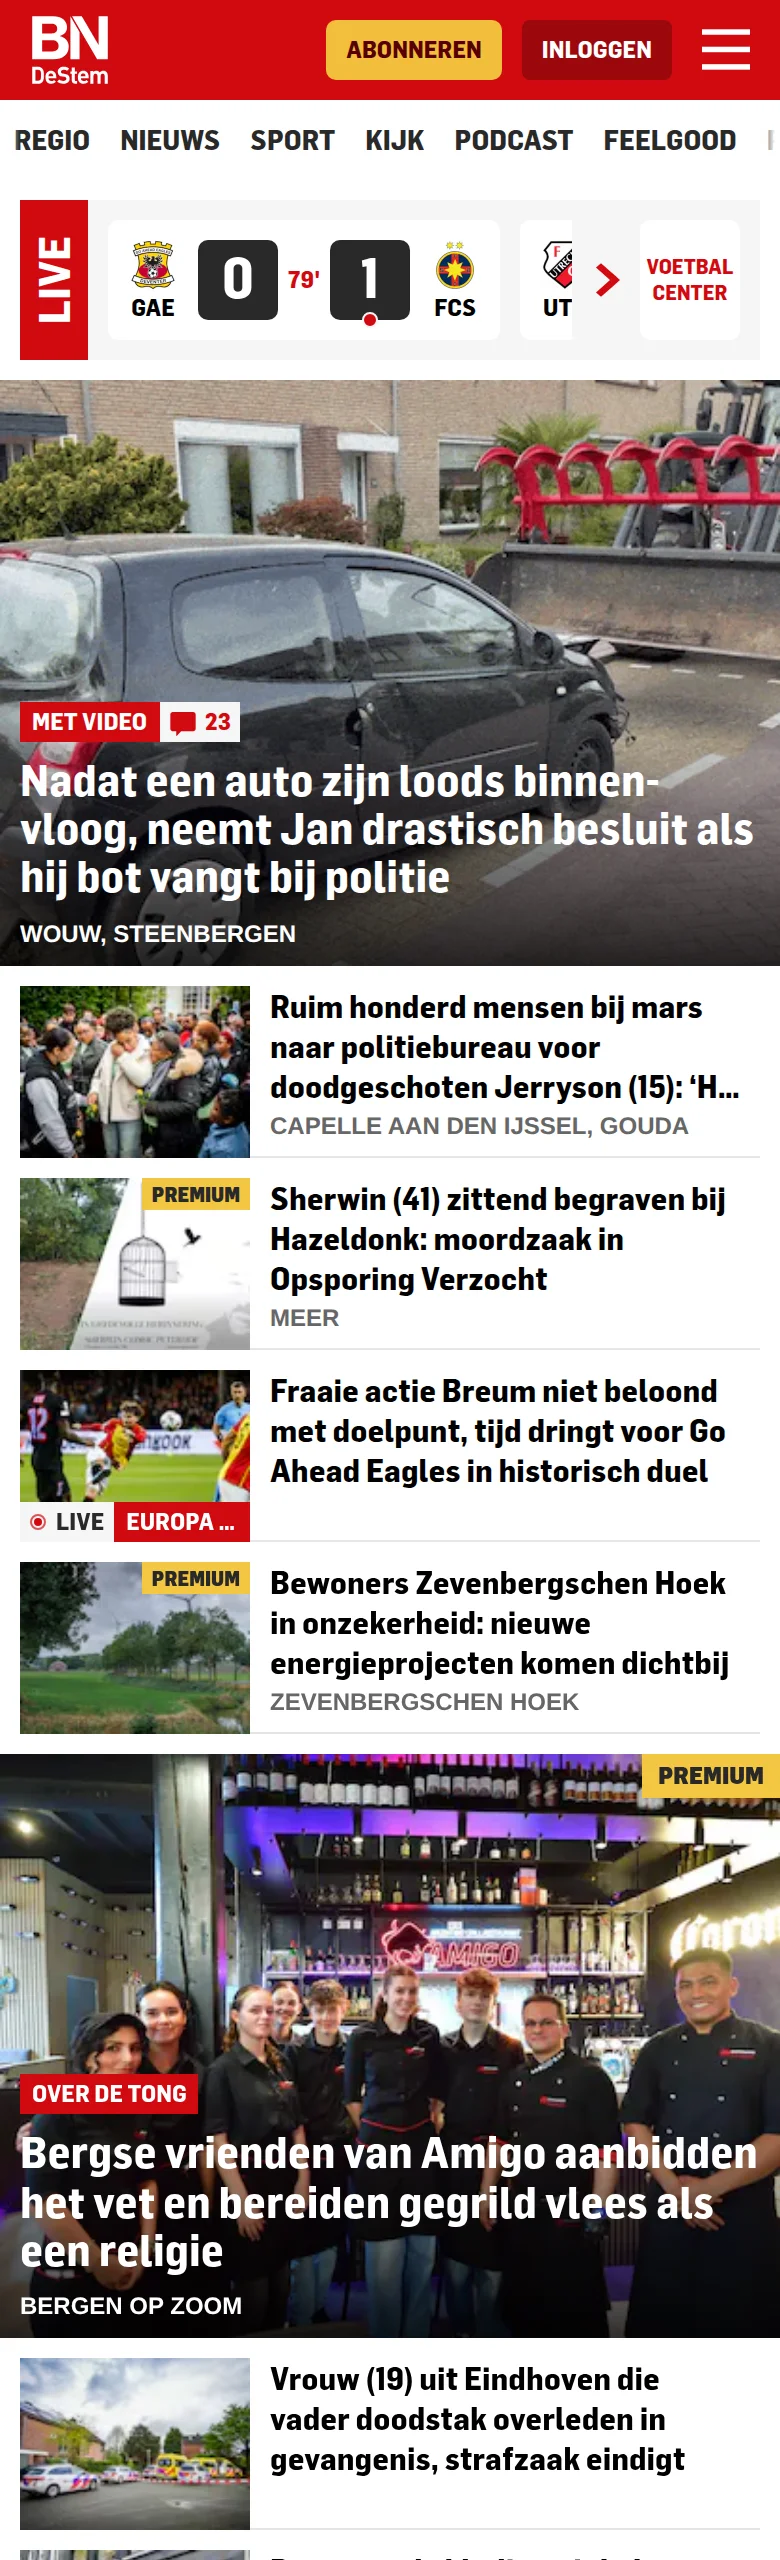 BN
DeStem
ABONNEREN
INLOGGEN
REGIO NIEUWS SPORT KIJK PODCAST FEELGOOD
LIVE
GAE
0
79'
1
FCS
UT
VOETBAL
CENTER
MET VIDEO
23
Nadat een auto zijn loods binnen-
vloog, neemt Jan drastisch besluit als
hij bot vangt bij politie
WOUW, STEENBERGEN
Ruim honderd mensen bij mars
naar politiebureau voor
doodgeschoten Jerryson (15): ‘H...
CAPELLE AAN DEN IJSSEL, GOUDA
PREMIUM
Sherwin (41) zittend begraven bij
Hazeldonk: moordzaak in
Opsporing Verzocht
MEER
12
LIVE
EUROPA ...
Fraaie actie Breum niet beloond
met doelpunt, tijd dringt voor Go
Ahead Eagles in historisch duel
PREMIUM
Bewoners Zevenbergschen Hoek
in onzekerheid: nieuwe
energieprojecten komen dichtbij
ZEVENBERGSCHEN HOEK
PREMIUM
AMIGO
OVER DE TONG
Bergse vrienden van Amigo aanbidden
het vet en bereiden gegrild vlees als
een religie
BERGEN OP ZOOM
Vrouw (19) uit Eindhoven die
vader doodstak overleden in
gevangenis, strafzaak eindigt